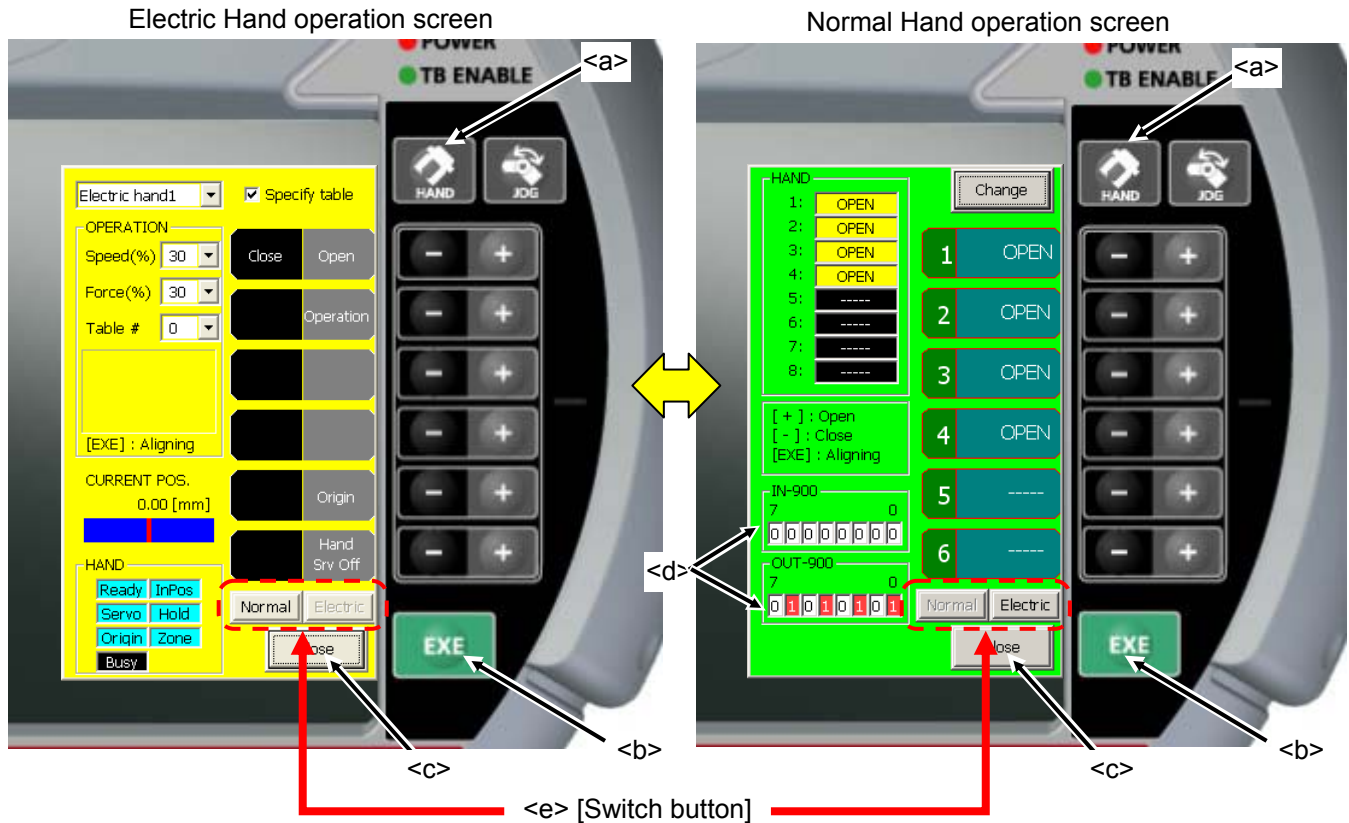 Electric Hand operation screen
POWER
TB ENABLE
<a>
HAND
JOG
Electric hand1
Specify table
OPERATION
Speed(%) 30
Force(%) 30
Table # 0
[EXE] : Aligning
CURRENT POS.
0.00 [mm]
HAND
Ready InPos
Servo Hold
Origin Zone
Busy
Close Open
Operation
Origin
Hand
Srv Off
Normal Electric
- +
- +
- +
- +
- +
- +
EXE
<b>
<c>
Normal Hand operation screen
POWER
TB ENABLE
<a>
HAND
JOG
HAND
1: OPEN
2: OPEN
3: OPEN
4: OPEN
5: -----
6: -----
7: -----
8: -----
Change
1 OPEN
2 OPEN
3 OPEN
4 OPEN
5 -----
6 -----
[ + ] : Open
[ - ] : Close
[EXE] : Aligning
IN-900
7 0
0 0 0 0 0 0 0 0
<d>
OUT-900
7 0
0 1 0 1 0 1 0 1
Normal Electric
- +
- +
- +
- +
- +
- +
EXE
<b>
<c>
<e> [Switch button]